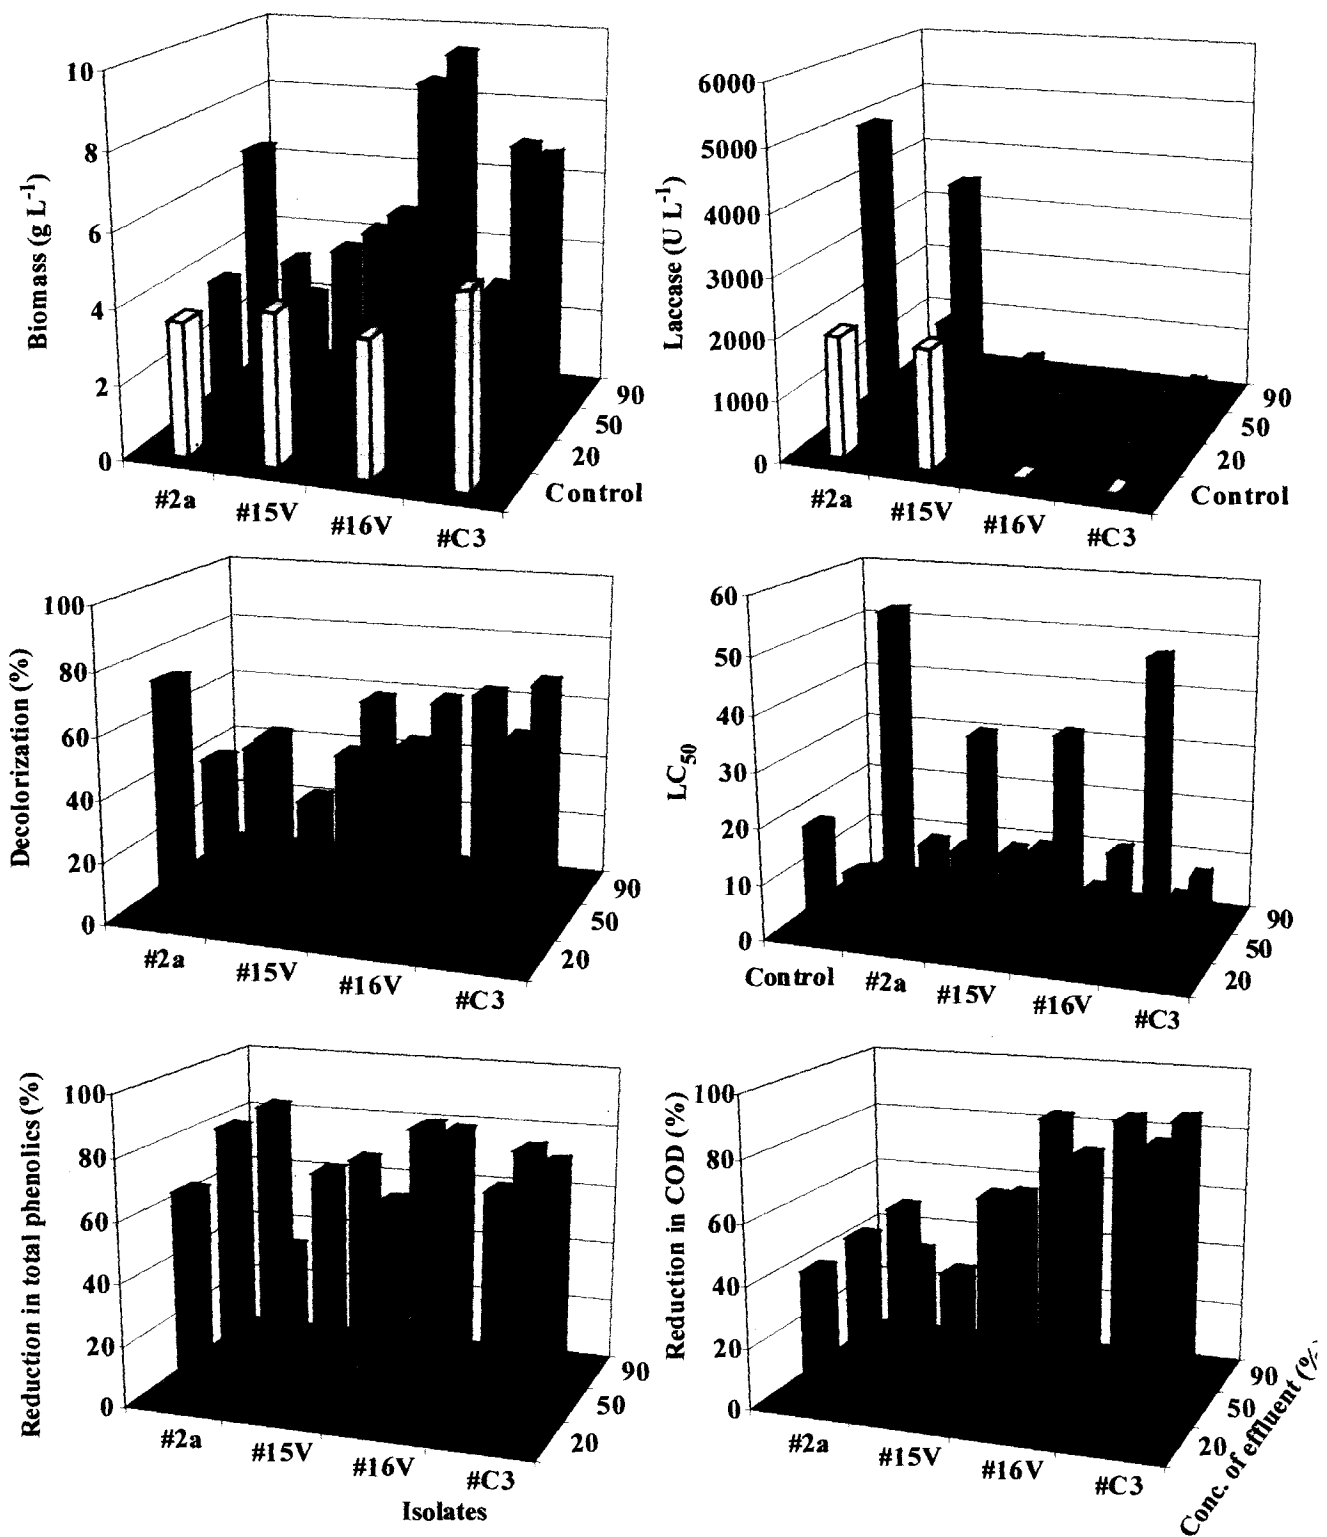 Biomass (g L-1)
10
8
6
4
2
0
#2a
#15V
#16V
#C3
90
50
20
Control
Laccase (U L-1)
6000
5000
4000
3000
2000
1000
0
#2a
#15V
#16V
#C3
90
50
20
Control
Decolorization (%)
100
80
60
40
20
0
#2a
#15V
#16V
#C3
90
50
20
LC50
60
50
40
30
20
10
0
Control
#2a
#15V
#16V
#C3
90
50
20
Reduction in total phenolics (%)
100
80
60
40
20
0
#2a
#15V
#16V
#C3
90
50
20
Isolates
Reduction in COD (%)
100
80
60
40
20
0
#2a
#15V
#16V
#C3
90
50
20
Conc. of effluent (%)